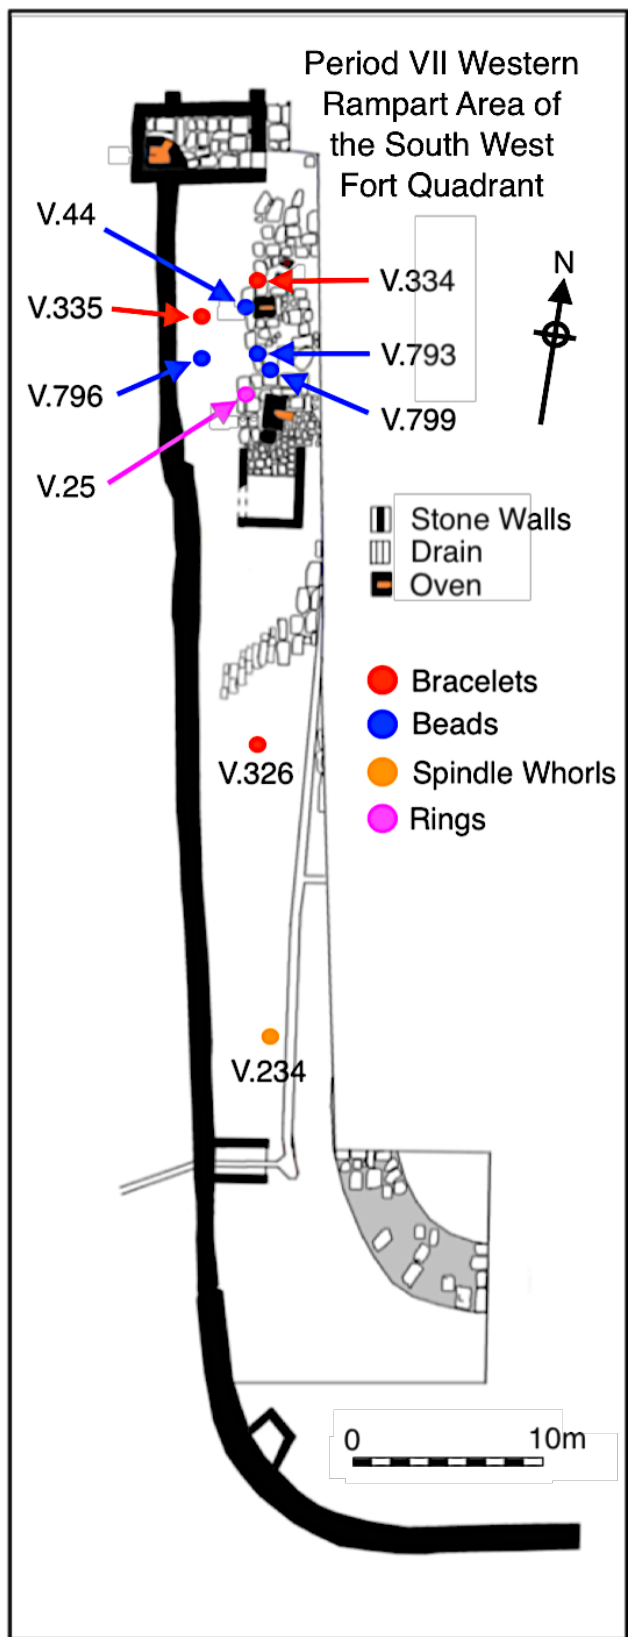 Period VII Western
Rampart Area of
the South West
Fort Quadrant
V.44
N
V.334
V.335
V.793
V.796
V.799
V.25
Stone Walls
Drain
Oven
Bracelets
Beads
V.326
Spindle Whorls
Rings
V.234
0 10m